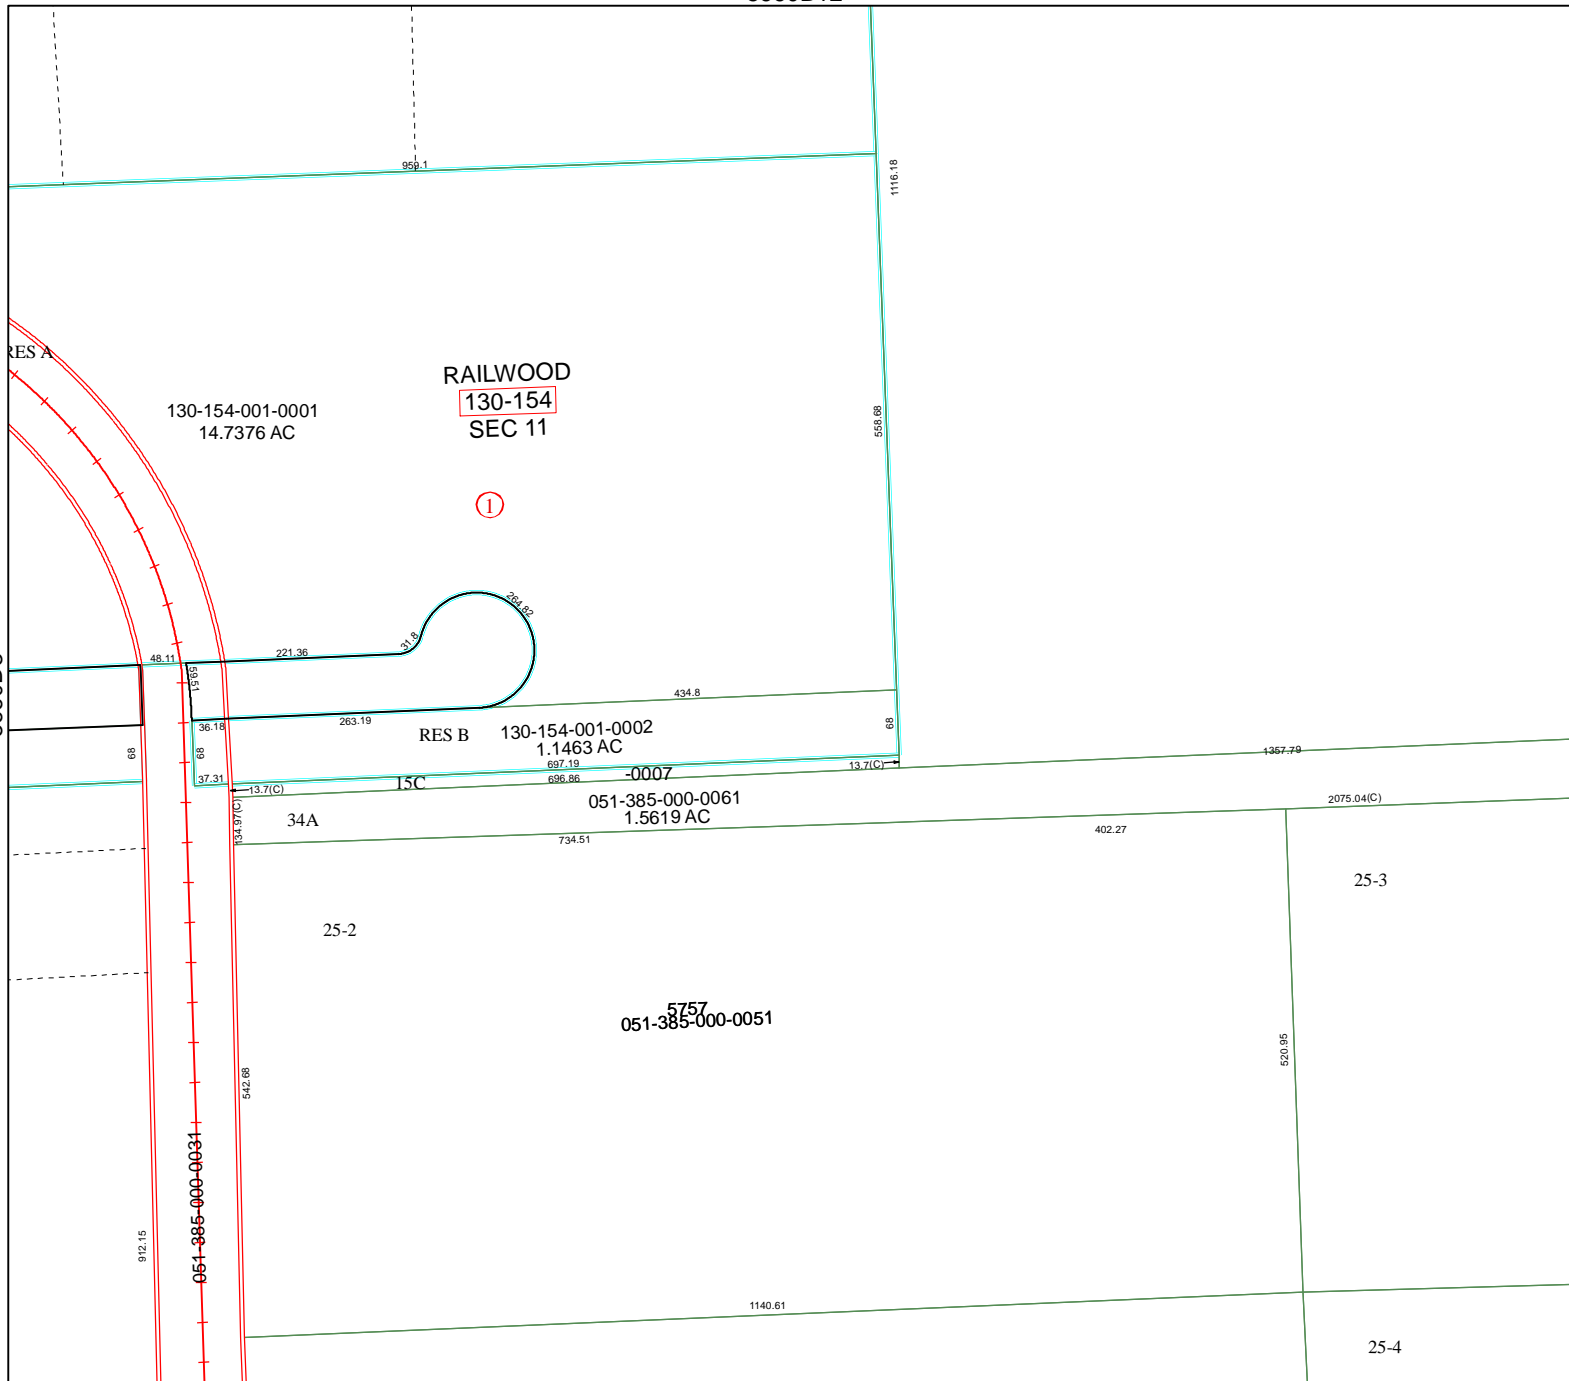 959.1
1116.18
RES A
RAILWOOD
130-154
SEC 11
130-154-001-0001
14.7376 AC
558.68
1
264.82
31.8
221.36
48.11
59.51
434.8
36.18
263.19
RES B
130-154-001-0002
1.1463 AC
68
68
68
697.19
13.7(C)
1357.79
37.31
13.7(C)
15C
696.86
-0007
051-385-000-0061
1.5619 AC
2075.04(C)
134.97(C)
34A
734.51
402.27
25-3
25-2
5757
051-385-000-0051
520.95
542.68
051-385-000-0031
912.15
1140.61
25-4